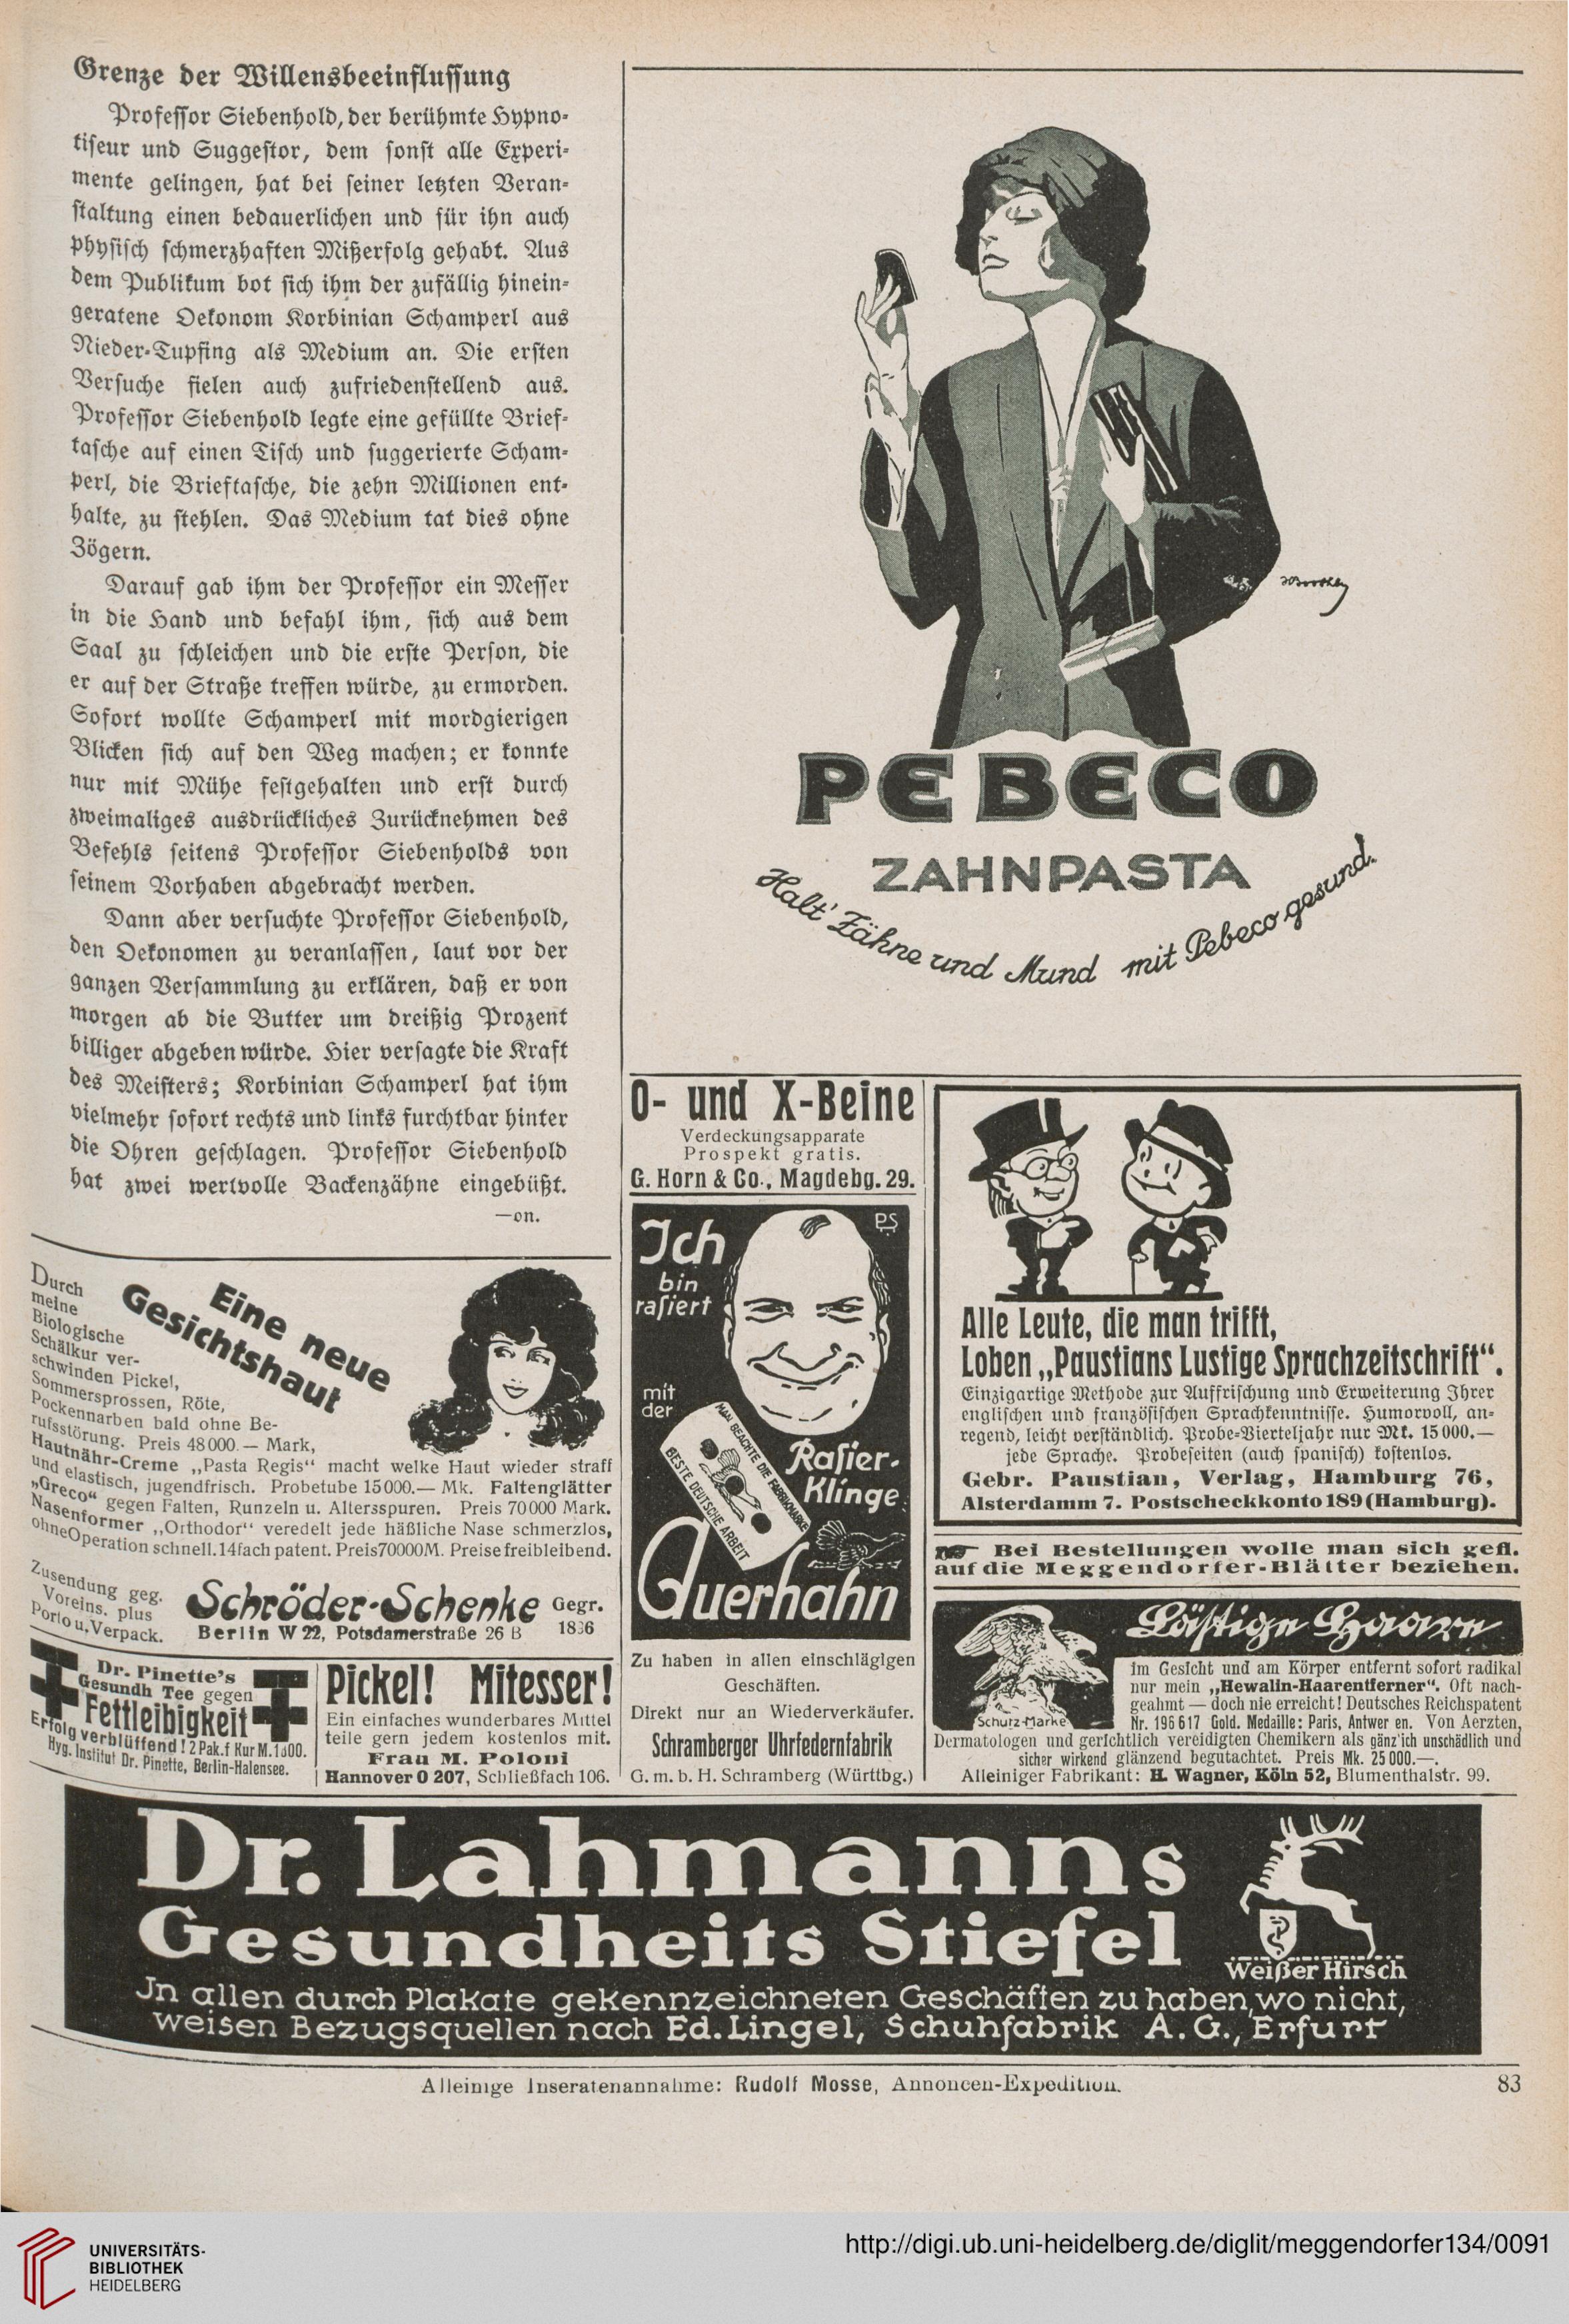 Grenze der Willensbeeinflussung
Professor Siebenhold, der berühmte Hypno-
tiseur und Suggestor, dem sonst alle Experi-
mente gelingen, hat bei seiner letzten Veran-
staltung einen bedauerlichen und für ihn auch
physisch schmerzhaften Mißerfolg gehabt. Aus
dem Publikum bot sich ihm der zufällig hinein-
geratene Oekonom Korbinian Schamperl aus
Nieder-Tupfing als Medium an. Die ersten
Versuche fielen auch zufriedenstellend aus.
Professor Siebenhold legte eine gefüllte Brief-
tasche auf einen Tisch und suggerierte Scham-
perl, die Brieftasche, die zehn Millionen ent-
halte, zu stehlen. Das Medium tat dies ohne
Zögern.
Darauf gab ihm der Professor ein Messer
in die Hand und befahl ihm, sich aus dem
Saal zu schleichen und die erste Person, die
er auf der Straße treffen würde, zu ermorden.
Sofort wollte Schamperl mit mordgierigen
Blicken sich auf den Weg machen; er konnte
nur mit Mühe festgehalten und erst durch
zweimaliges ausdrückliches Zurücknehmen des
Befehls seitens Professor Siebenholds von
seinem Vorhaben abgebracht werden.
Dann aber versuchte Professor Siebenhold,
den Oekonomen zu veranlassen, laut vor der
ganzen Versammlung zu erklären, daß er von
morgen ab die Butter um dreißig Prozent
billiger abgeben würde. Hier versagte die Kraft
des Meisters; Korbinian Schamperl hat ihm
vielmehr sofort rechts und links furchtbar hinter
die Ohren geschlagen. Professor Siebenhold
hat zwei wertvolle Backenzähne eingebüßt.
—on.
PEBECO
ZAHNPASTA
Halt' Zähne und Mund mit Pebeco gesund.
Eine neue
Gesichtshaut
Durch
meine
Biologische
Schälkur ver-
schwinden Pickel,
Sommersprossen, Röte,
Pockennarben bald ohne Be-
rufsstörung. Preis 48000.— Mark,
Hautnähr-Creme „Pasta Regis“ macht welke Haut wieder straff
und elastisch, jugendfrisch. Probetube 15000.— Mk. Faltenglätter
„Greco“ gegen Falten, Runzeln u. Altersspuren. Preis 70000 Mark.
Nasenformer „Orthodor“ veredelt jede häßliche Nase schmerzlos,
ohne Operation schnell. 14fach patent. Preis 70000 M. Preise freibleibend.
Zusendung geg.
Voreins. plus
Porto u. Verpack.
Schröder-Schenke
Gegr.
1886
Berlin W 22, Potsdamerstraße 26 B
Dr. Pinette's
Gesundh Tee gegen
Fettleibigkeit
Erfolg verblüffend! 2 Pak. f Kur M.
Hyg. Institut Dr. Pinette, Berlin-Halensee.
Pickel! Mitesser!
Ein einfaches wunderbares Mittel
teile gern jedem kostenlos mit.
Frau M. Poloni
Hannover O 207, Schließfach 106.
O- und X-Beine
Verdeckungsapparate
Prospekt gratis.
G. Horn & Co., Magdebg. 29.
Ich
PS
bin
rasiert
mit
der
MAN BEACHTE DIE FABRIKMARKE
BESTE DEUTSCHE ARBEIT
Rasier-
Klinge
Querhahn
Zu haben in allen einschlägigen
Geschäften.
Direkt nur an Wiederverkäufer.
Schramberger Uhrfedernfabrik
G. m. b. H. Schramberg (Württbg.)
Alle Leute, die man trifft,
Loben „Paustians Lustige Sprachzeitschrift“.
Einzigartige Methode zur Auffrischung und Erweiterung Ihrer
englischen und französischen Sprachkenntnisse. Humorvoll, an-
regend, leicht verständlich. Probe-Vierteljahr nur Mk. 15000.—
jede Sprache. Probeseiten (auch spanisch) kostenlos.
Gebr. Paustian, Verlag, Hamburg 76,
Alsterdamm 7. Postscheckkonto 189 (Hamburg).
Bei Bestellungen wolle man sich gefl.
auf die Meggendorfer-Blätter beziehen.
Lästige Haare
Schutz-Marke
im Gesicht und am Körper entfernt sofort radikal
nur mein „Hewalin-Haarentferner“. Oft nach-
geahmt — doch nie erreicht! Deutsches Reichspatent
Nr. 196617 Gold. Medaille: Paris, Antwer en. Von Aerzten,
Dermatologen und gerichtlich vereidigten Chemikern als gänz'ich unschädlich und
sicher wirkend glänzend begutachtet. Preis Mk. 25000.—.
Alleiniger Fabrikant: H. Wagner, Köln 52, Blumenthalstr. 99.
Dr. Lahmanns
Gesundheits Stiefel
Weißer Hirsch
Jn allen durch Plakate gekennzeichneten Geschäften zu haben, wo nicht,
weisen Bezugsquellen nach Ed. Lingel, Schuhfabrik A. G., Erfurt
Alleinige Inseratenannahme: Rudolf Mosse, Annoncen-Expedition.
83
UNIVERSITÄTS-
BIBLIOTHEK
HEIDELBERG
http://digi.ub.uni-heidelberg.de/diglit/meggendorfer134/0091